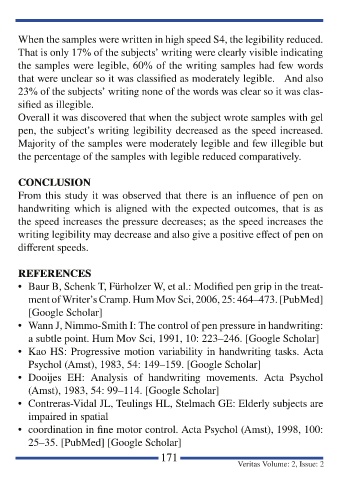 When the samples were written in high speed S4, the legibility reduced.
That is only 17% of the subjects' writing were clearly visible indicating
the samples were legible, 60% of the writing samples had few words
that were unclear so it was classified as moderately legible. And also
23% of the subjects' writing none of the words was clear so it was clas-
sified as illegible.
Overall it was discovered that when the subject wrote samples with gel
pen, the subject's writing legibility decreased as the speed increased.
Majority of the samples were moderately legible and few illegible but
the percentage of the samples with legible reduced comparatively.
CONCLUSION
From this study it was observed that there is an influence of pen on
handwriting which is aligned with the expected outcomes, that is as
the speed increases the pressure decreases; as the speed increases the
writing legibility may decrease and also give a positive effect of pen on
different speeds.
REFERENCES
• Baur B, Schenk T, Fürholzer W, et al.: Modified pen grip in the treat-
ment of Writer's Cramp. Hum Mov Sci, 2006, 25: 464–473. [PubMed]
[Google Scholar]
• Wann J, Nimmo-Smith I: The control of pen pressure in handwriting:
a subtle point. Hum Mov Sci, 1991, 10: 223–246. [Google Scholar]
• Kao HS: Progressive motion variability in handwriting tasks. Acta
Psychol (Amst), 1983, 54: 149–159. [Google Scholar]
• Dooijes EH: Analysis of handwriting movements. Acta Psychol
(Amst), 1983, 54: 99–114. [Google Scholar]
• Contreras-Vidal JL, Teulings HL, Stelmach GE: Elderly subjects are
impaired in spatial
• coordination in fine motor control. Acta Psychol (Amst), 1998, 100:
25–35. [PubMed] [Google Scholar]
171
Veritas Volume: 2, Issue: 2